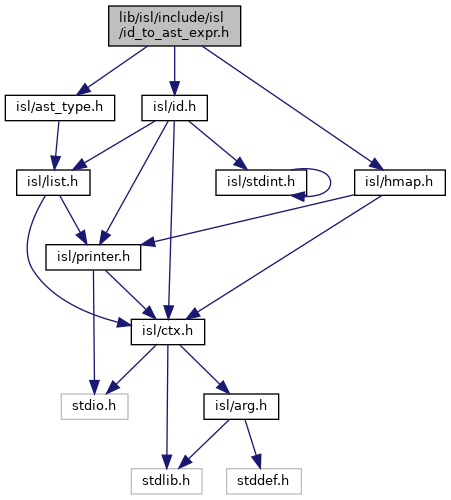 lib/isl/include/isl
/id_to_ast_expr.h
isl/ast_type.h
isl/id.h
isl/list.h
isl/stdint.h
isl/hmap.h
isl/printer.h
isl/ctx.h
stdio.h
isl/arg.h
stdlib.h
stddef.h